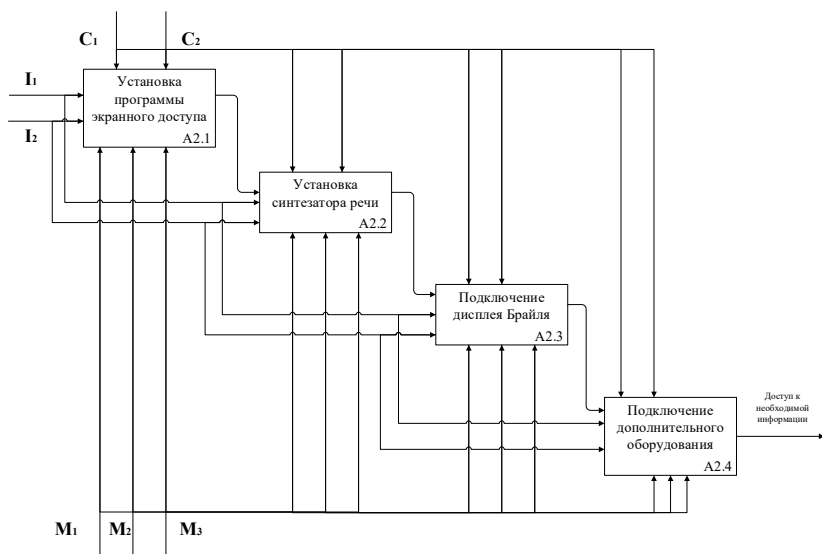 C1
C2
I1
I2
Установка
программы
экранного доступа
A2.1
Установка
синтезатора речи
A2.2
Подключение
дисплея Брайля
A2.3
Подключение
дополнительного
оборудования
A2.4
Доступ к
необходимой
информации
M1
M2
M3